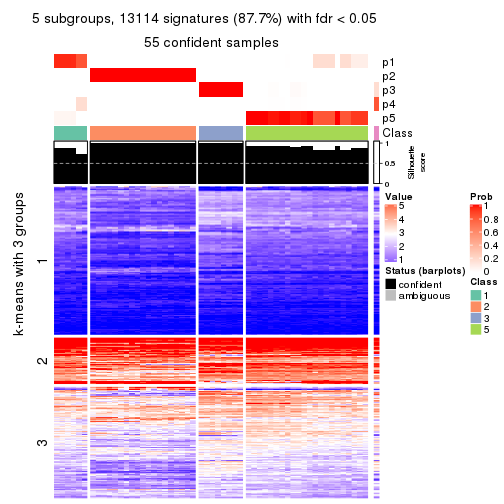 5 subgroups, 13114 signatures (87.7%) with fdr < 0.05
55 confident samples
p1
p2
p3
p4
p5
Class
1
0.5
0
Silhouette
score
k-means with 3 groups
1
2
3
Value
5
4
3
2
1
Status (barplots)
confident
ambiguous
Prob
1
0.8
0.6
0.4
0.2
0
Class
1
2
3
5